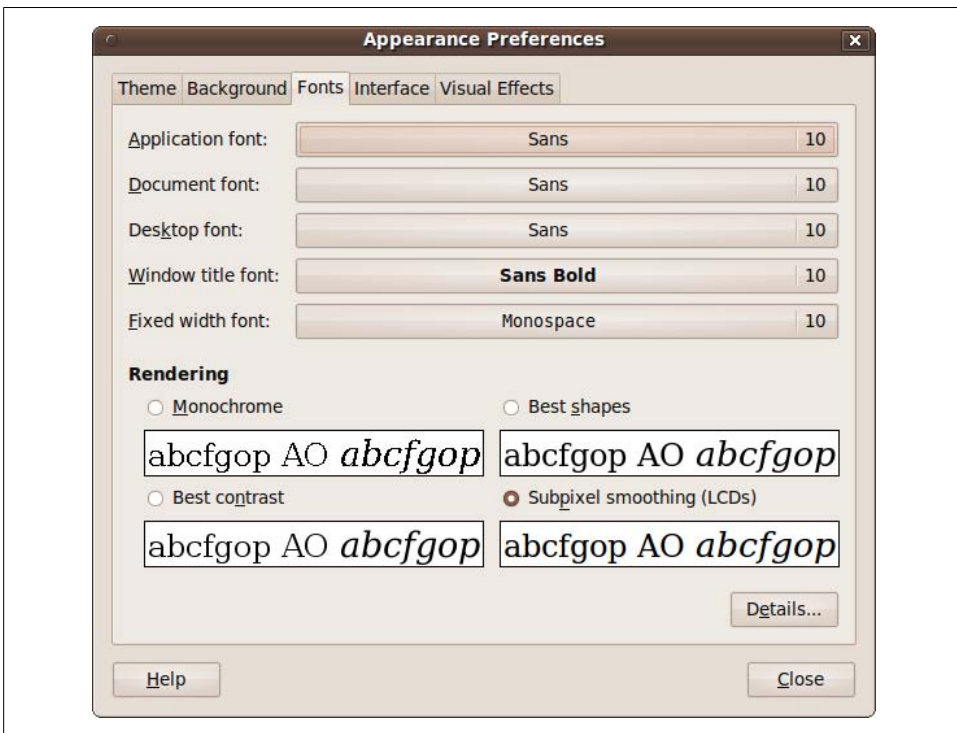 Appearance Preferences
Theme Background Fonts Interface Visual Effects
Application font: Sans 10
Document font: Sans 10
Desktop font: Sans 10
Window title font: Sans Bold 10
Fixed width font: Monospace 10
Rendering
Monochrome Best shapes
abcfgop AO abcfgop abcfgop AO abcfgop
Best contrast Subpixel smoothing (LCDs)
abcfgop AO abcfgop abcfgop AO abcfgop
Details...
Help Close